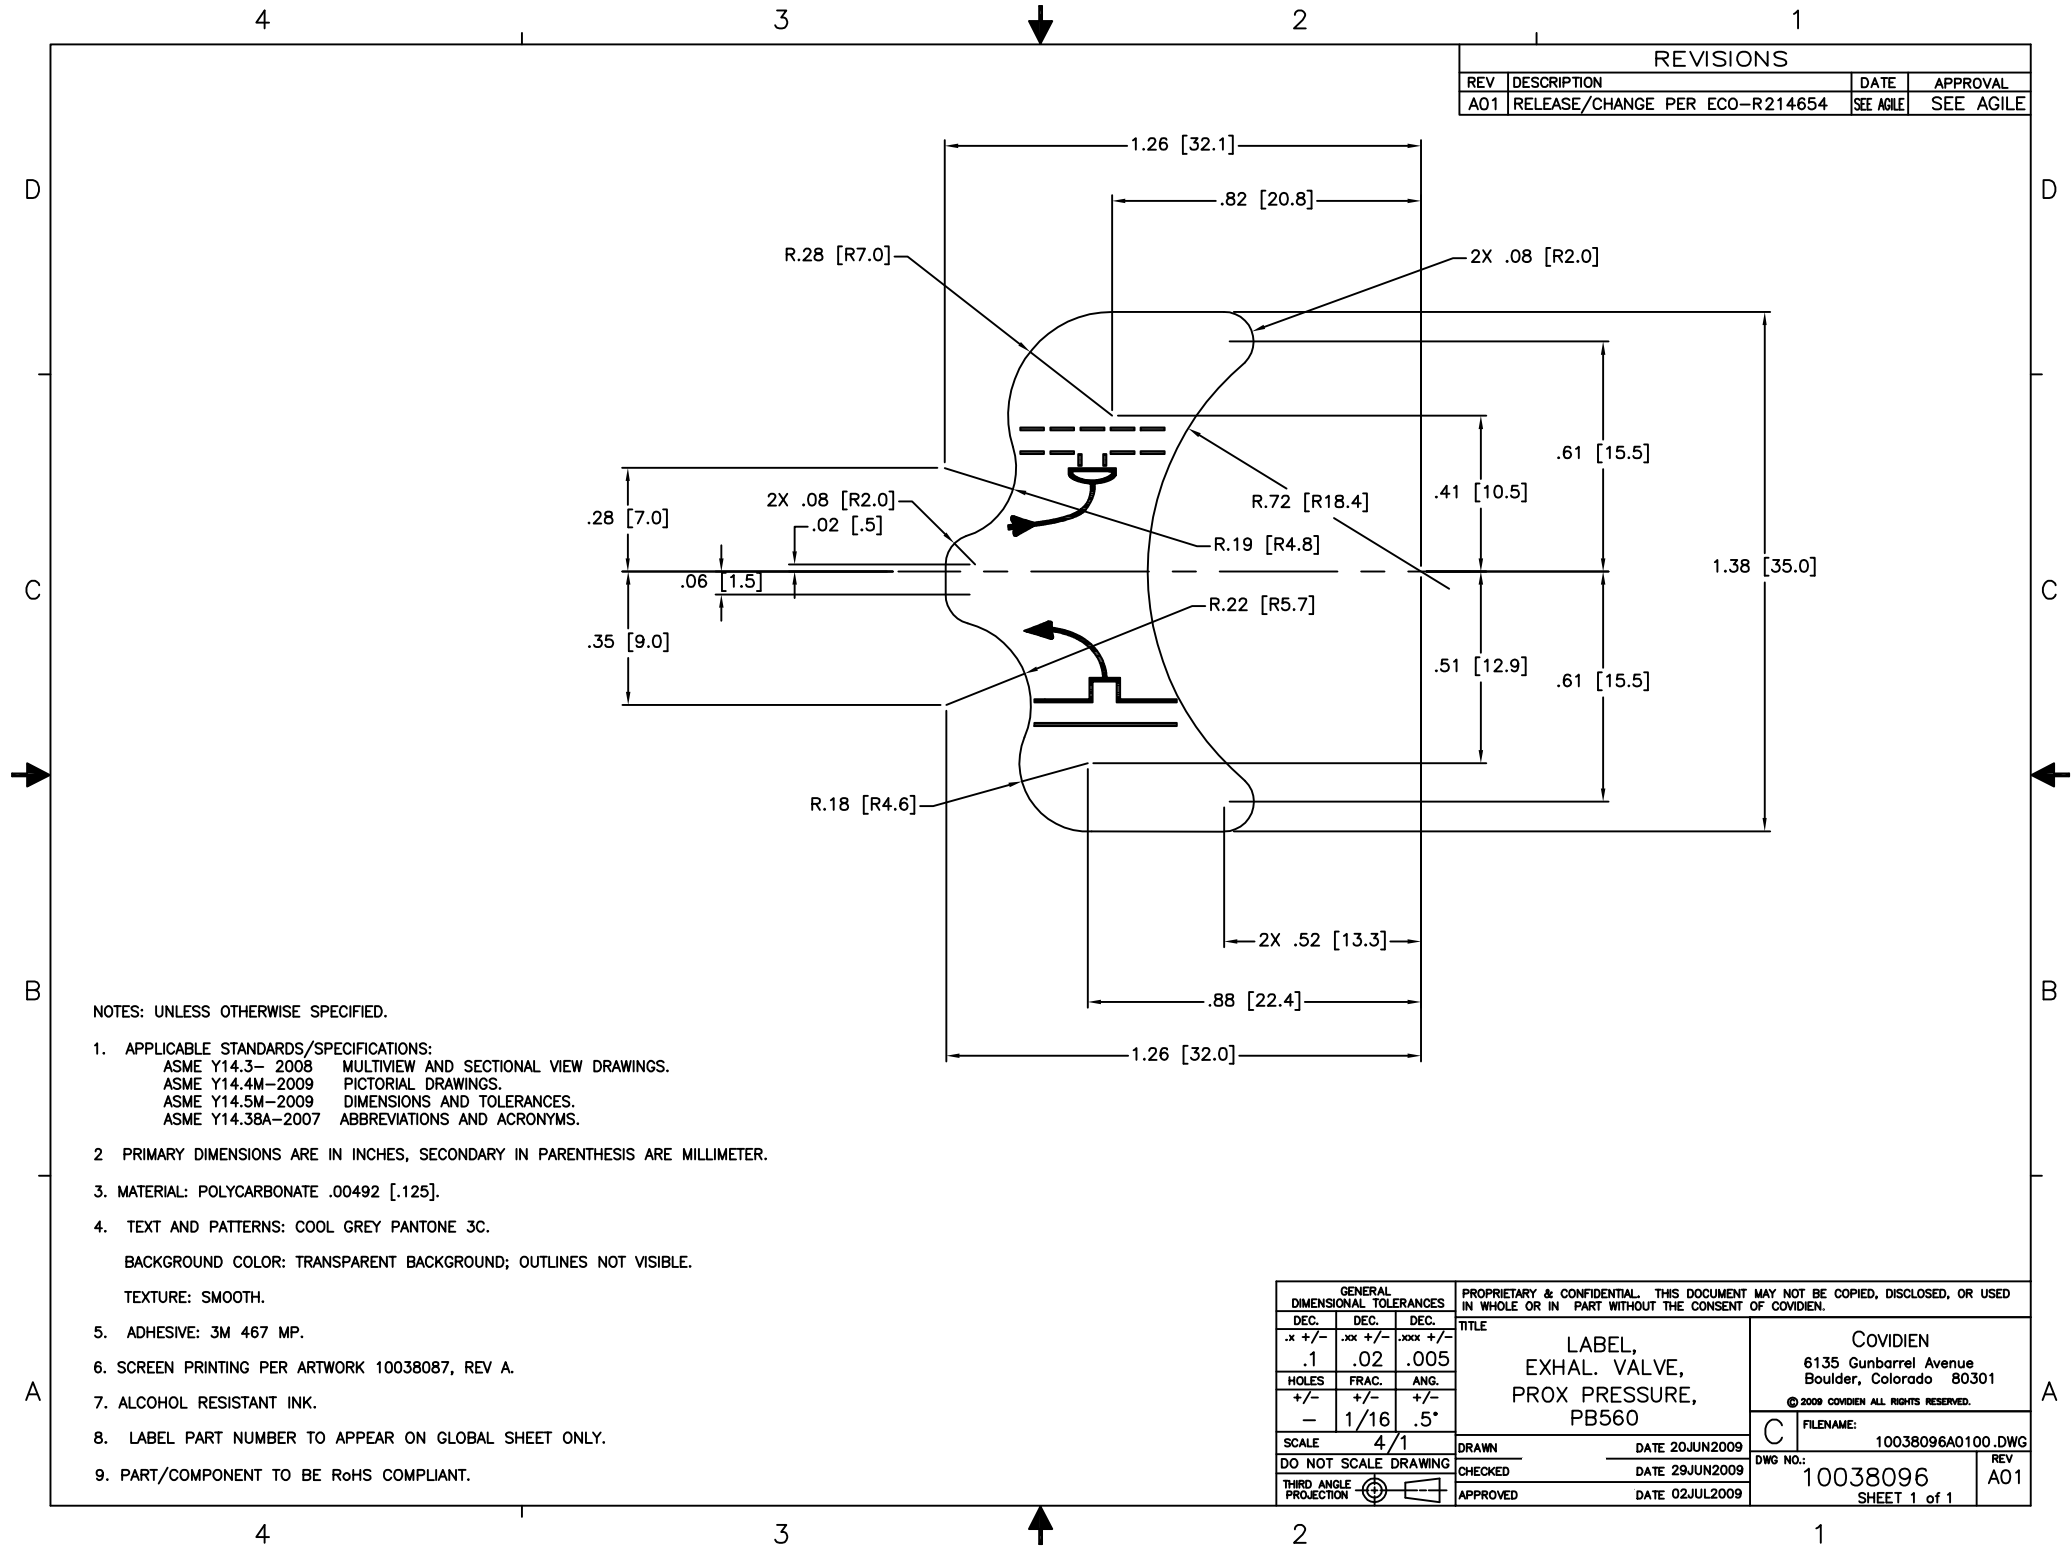 4 3 2 1
REVISIONS
REV DESCRIPTION DATE APPROVAL
A01 RELEASE/CHANGE PER ECO-R214654 SEE AGILE SEE AGILE
1.26 [32.1]
D D
.82 [20.8]
R.28 [R7.0]
2X .08 [R2.0]
.61 [15.5]
.41 [10.5]
2X .08 [R2.0]
R.72 [R18.4]
.28 [7.0]
.02 [.5]
R.19 [R4.8]
1.38 [35.0]
.06 [1.5]
C C
R.22 [R5.7]
.35 [9.0]
.51 [12.9]
.61 [15.5]
R.18 [R4.6]
2X .52 [13.3]
B B
.88 [22.4]
1.26 [32.0]
NOTES: UNLESS OTHERWISE SPECIFIED.
1. APPLICABLE STANDARDS/SPECIFICATIONS:
ASME Y14.3- 2008 MULTIVIEW AND SECTIONAL VIEW DRAWINGS.
ASME Y14.4M-2009 PICTORIAL DRAWINGS.
ASME Y14.5M-2009 DIMENSIONS AND TOLERANCES.
ASME Y14.38A-2007 ABBREVIATIONS AND ACRONYMS.
2 PRIMARY DIMENSIONS ARE IN INCHES, SECONDARY IN PARENTHESIS ARE MILLIMETER.
3. MATERIAL: POLYCARBONATE .00492 [.125].
4. TEXT AND PATTERNS: COOL GREY PANTONE 3C.
BACKGROUND COLOR: TRANSPARENT BACKGROUND; OUTLINES NOT VISIBLE.
TEXTURE: SMOOTH.
5. ADHESIVE: 3M 467 MP.
6. SCREEN PRINTING PER ARTWORK 10038087, REV A.
7. ALCOHOL RESISTANT INK.
8. LABEL PART NUMBER TO APPEAR ON GLOBAL SHEET ONLY.
9. PART/COMPONENT TO BE RoHS COMPLIANT.
A A
GENERAL
DIMENSIONAL TOLERANCES
DEC. DEC. DEC.
.x +/- .xx +/- .xxx +/-
.1 .02 .005
HOLES FRAC. ANG.
+/- +/- +/-
- 1/16 .5°
SCALE 4/1
DO NOT SCALE DRAWING
THIRD ANGLE
PROJECTION
PROPRIETARY & CONFIDENTIAL. THIS DOCUMENT MAY NOT BE COPIED, DISCLOSED, OR USED
IN WHOLE OR IN PART WITHOUT THE CONSENT OF COVIDIEN.
TITLE
LABEL,
EXHAL. VALVE,
PROX PRESSURE,
PB560
DRAWN DATE 20JUN2009
CHECKED DATE 29JUN2009
APPROVED DATE 02JUL2009
COVIDIEN
6135 Gunbarrel Avenue
Boulder, Colorado 80301
© 2009 COVIDIEN ALL RIGHTS RESERVED.
C FILENAME:
10038096A0100.DWG
DWG NO.: REV
10038096 A01
SHEET 1 of 1
4 3 2 1